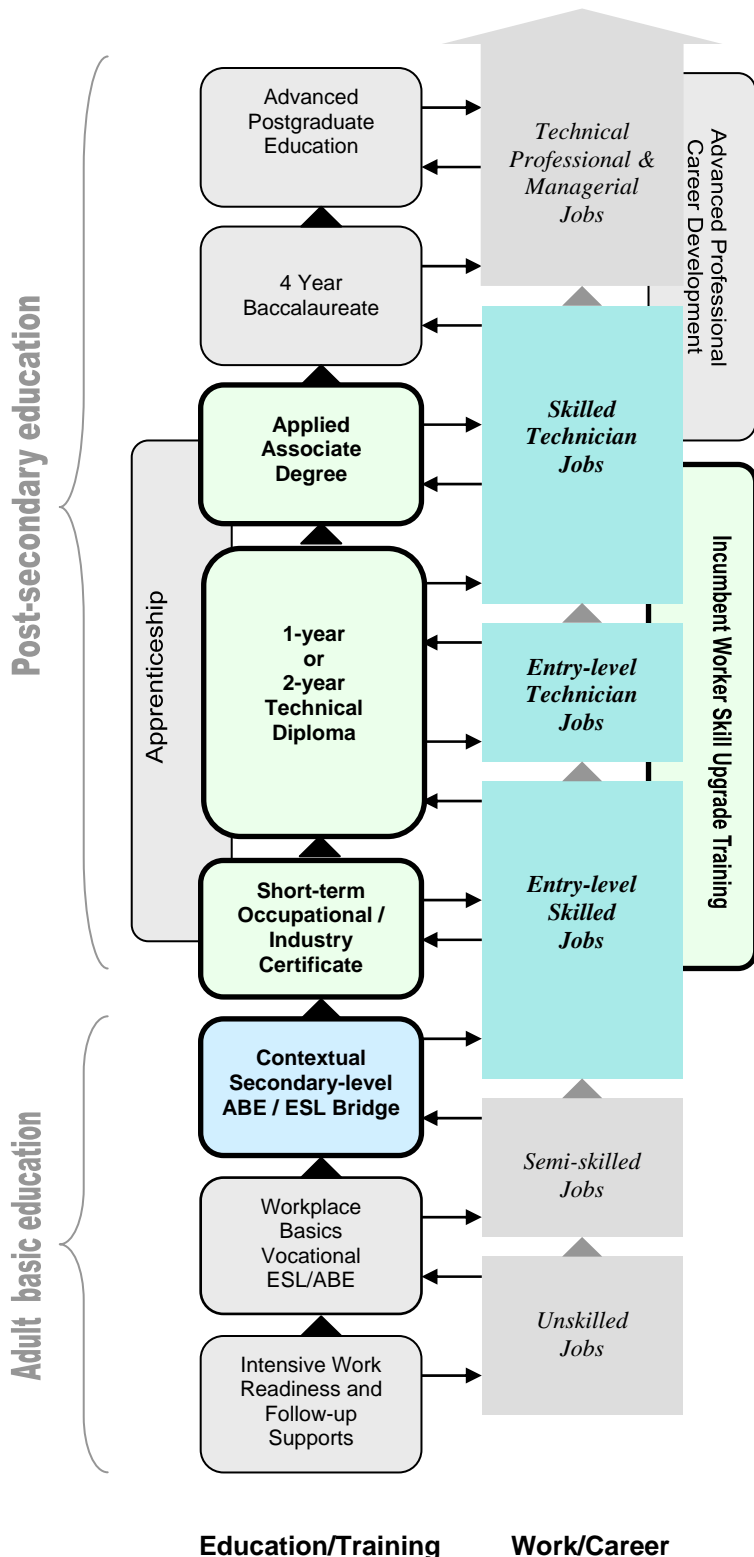 Advanced
Postgraduate
Education
Technical
Professional &
Managerial
Jobs
Advanced Professional
Career Development
4 Year
Baccalaureate
Post-secondary education
Applied
Associate
Degree
Skilled
Technician
Jobs
Apprenticeship
1-year
or
2-year
Technical
Diploma
Entry-level
Technician
Jobs
Incumbent Worker Skill Upgrade Training
Short-term
Occupational /
Industry
Certificate
Entry-level
Skilled
Jobs
Adult basic education
Contextual
Secondary-level
ABE / ESL Bridge
Semi-skilled
Jobs
Workplace
Basics
Vocational
ESL/ABE
Unskilled
Jobs
Intensive Work
Readiness and
Follow-up
Supports
Education/Training
Work/Career